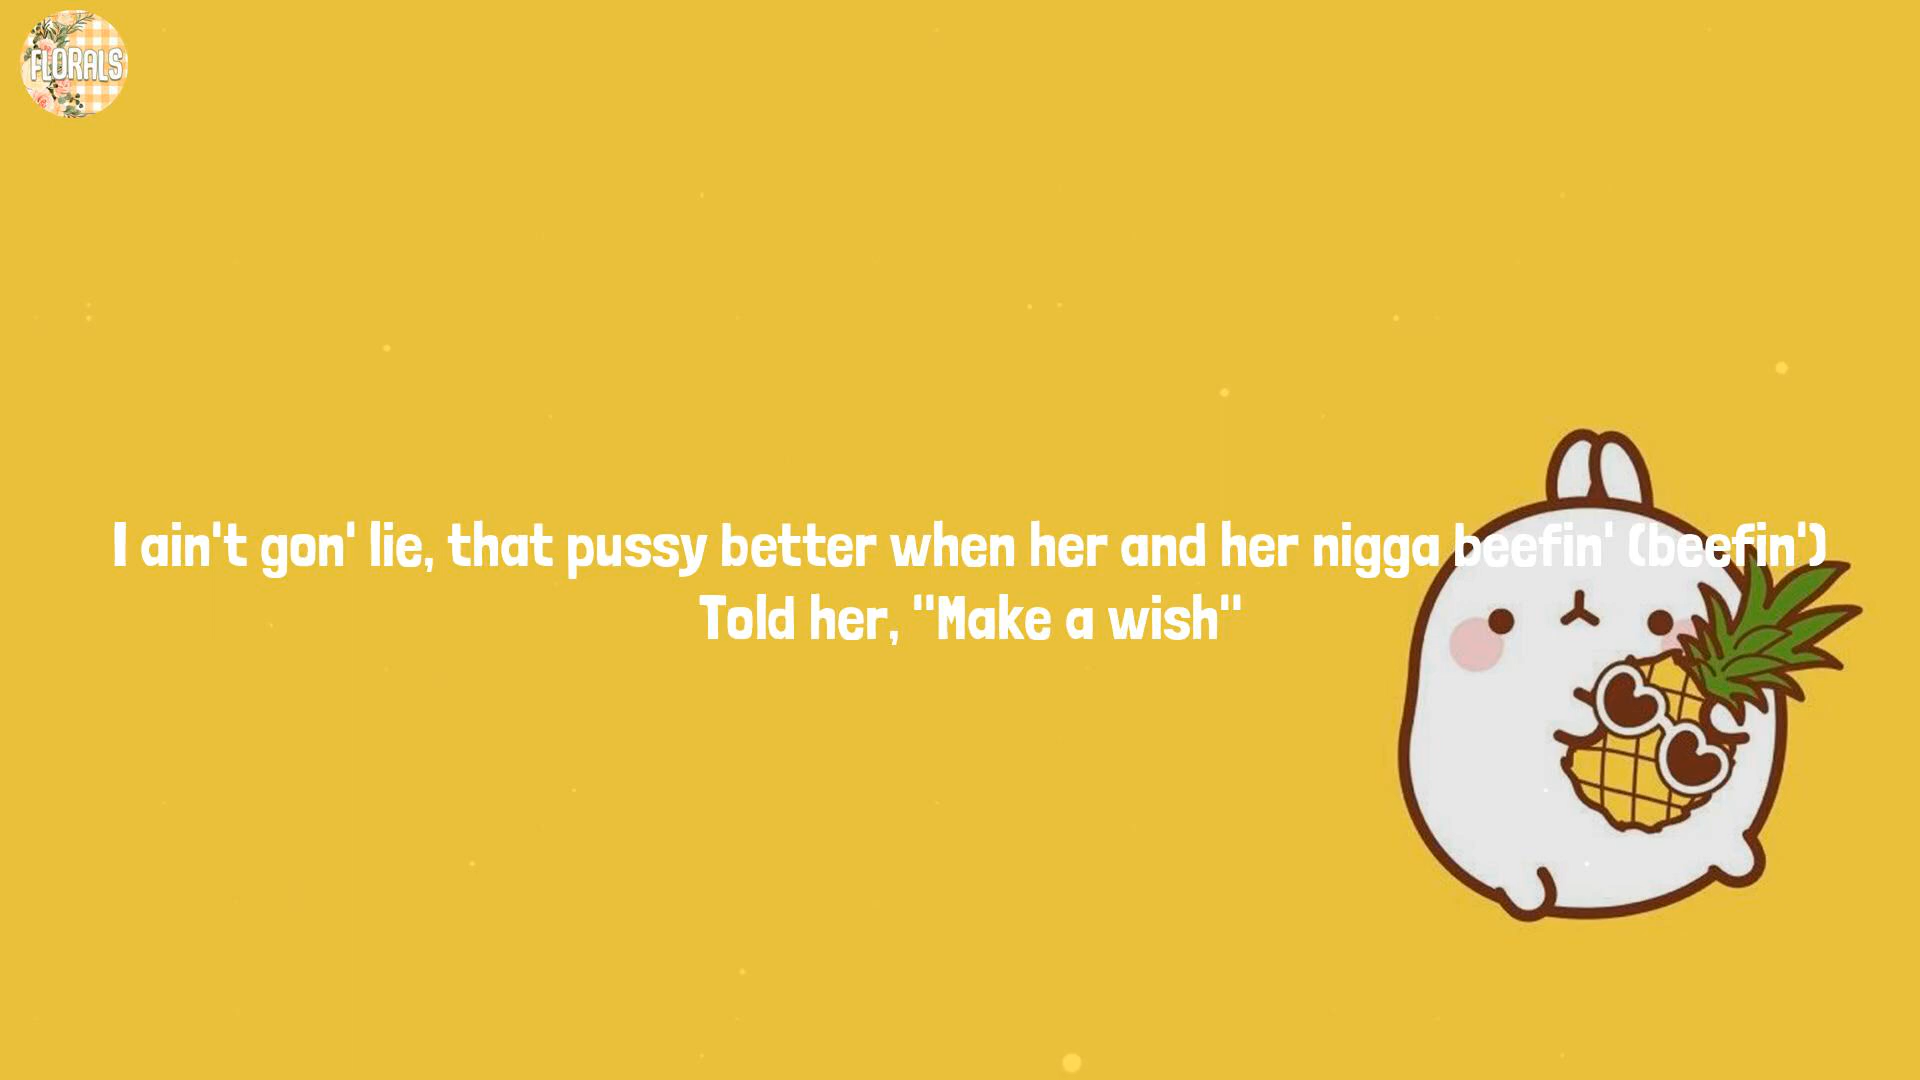 FLORALS
I ain't gon' lie, that pussy better when her and her nigga beefin' (beefin')
Told her, "Make a wish"